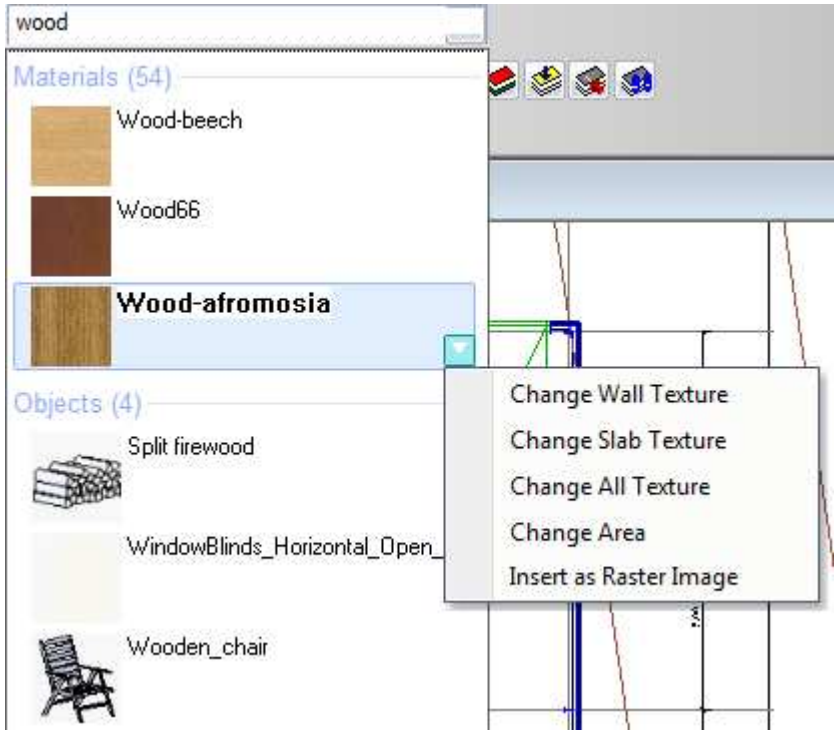 wood
Materials (54)
Wood-beech
Wood66
Wood-afromosia
Objects (4)
Split firewood
WindowBlinds_Horizontal_Open_
Wooden_chair
Change Wall Texture
Change Slab Texture
Change All Texture
Change Area
Insert as Raster Image